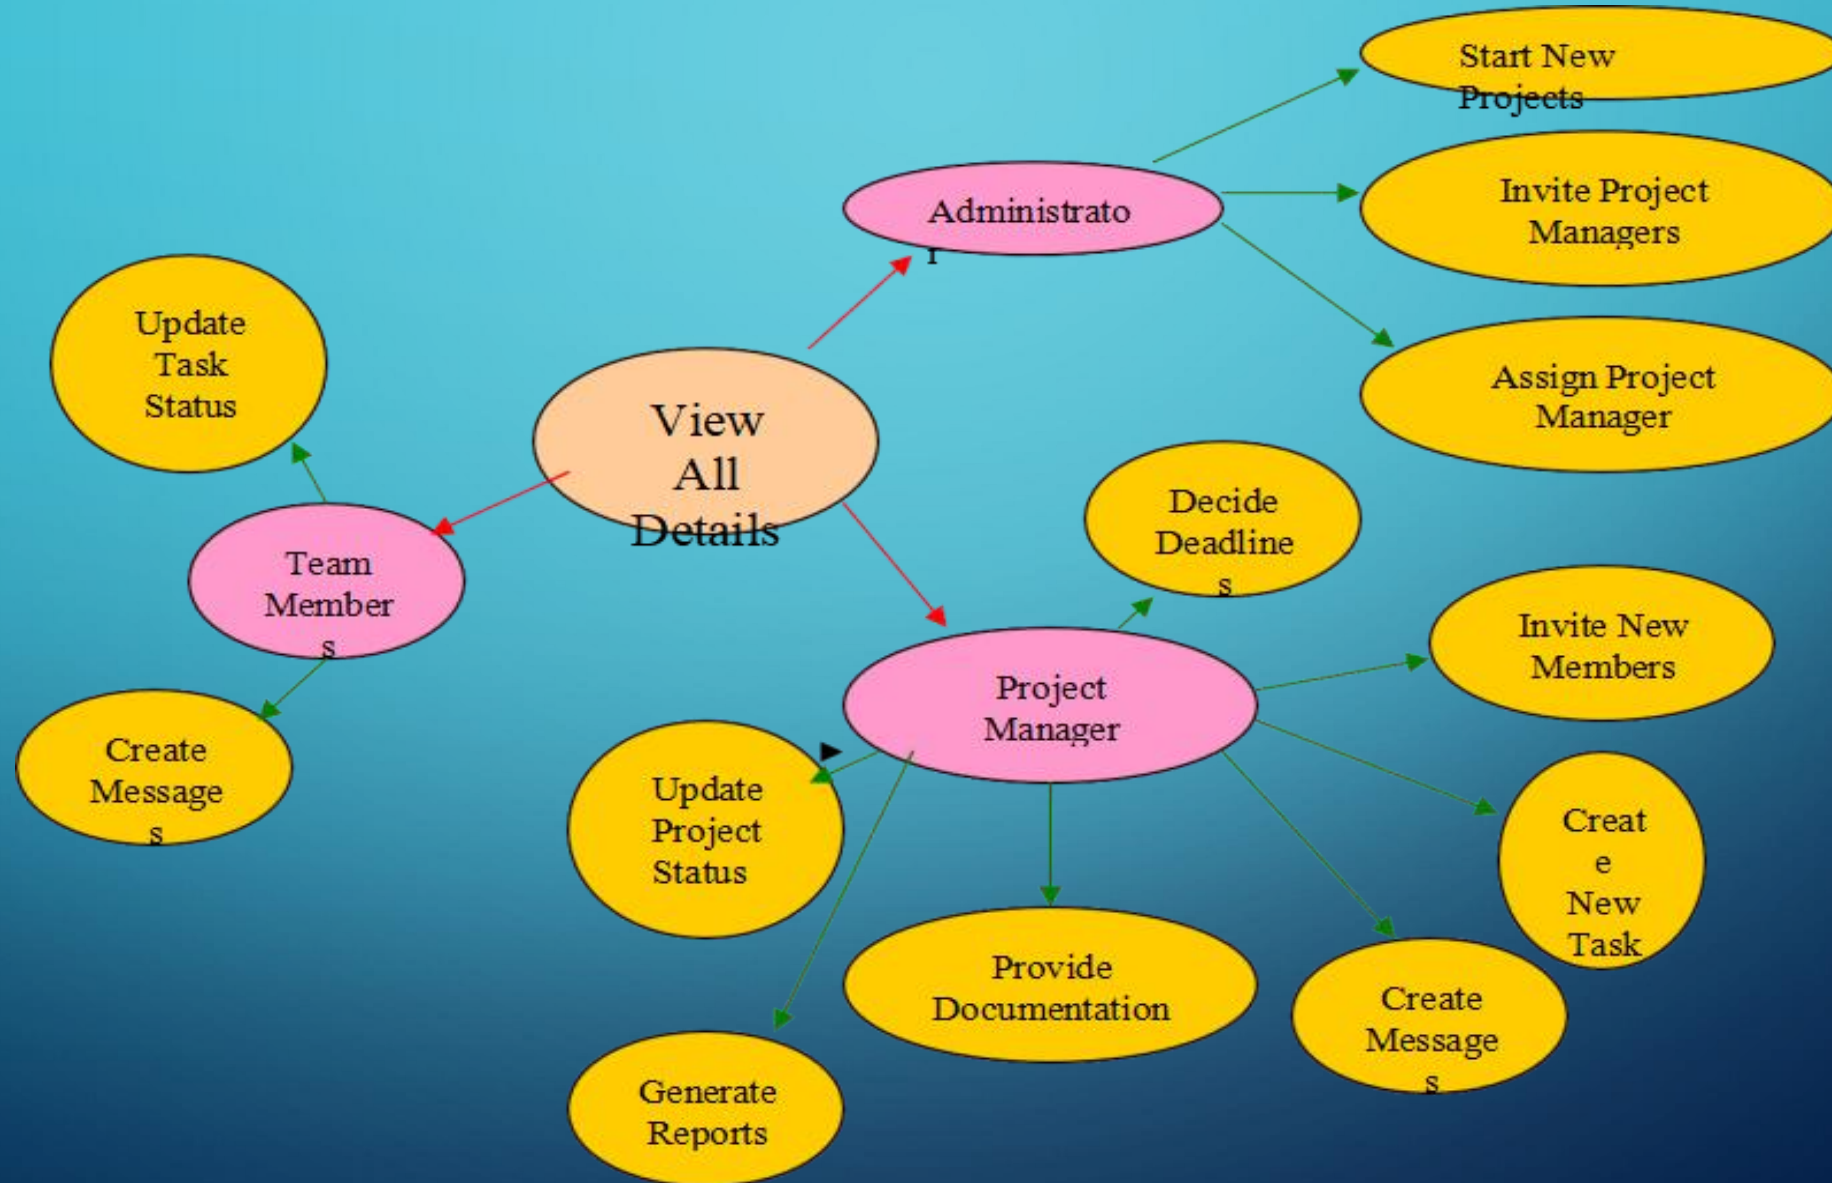 Start New
Projects
Invite Project
Managers
Administrato
r
Assign Project
Manager
Update
Task
Status
View
All
Details
Decide
Deadline
s
Team
Member
s
Invite New
Members
Project
Manager
Create
Message
s
Update
Project
Status
Creat
e
New
Task
Provide
Documentation
Create
Message
s
Generate
Reports